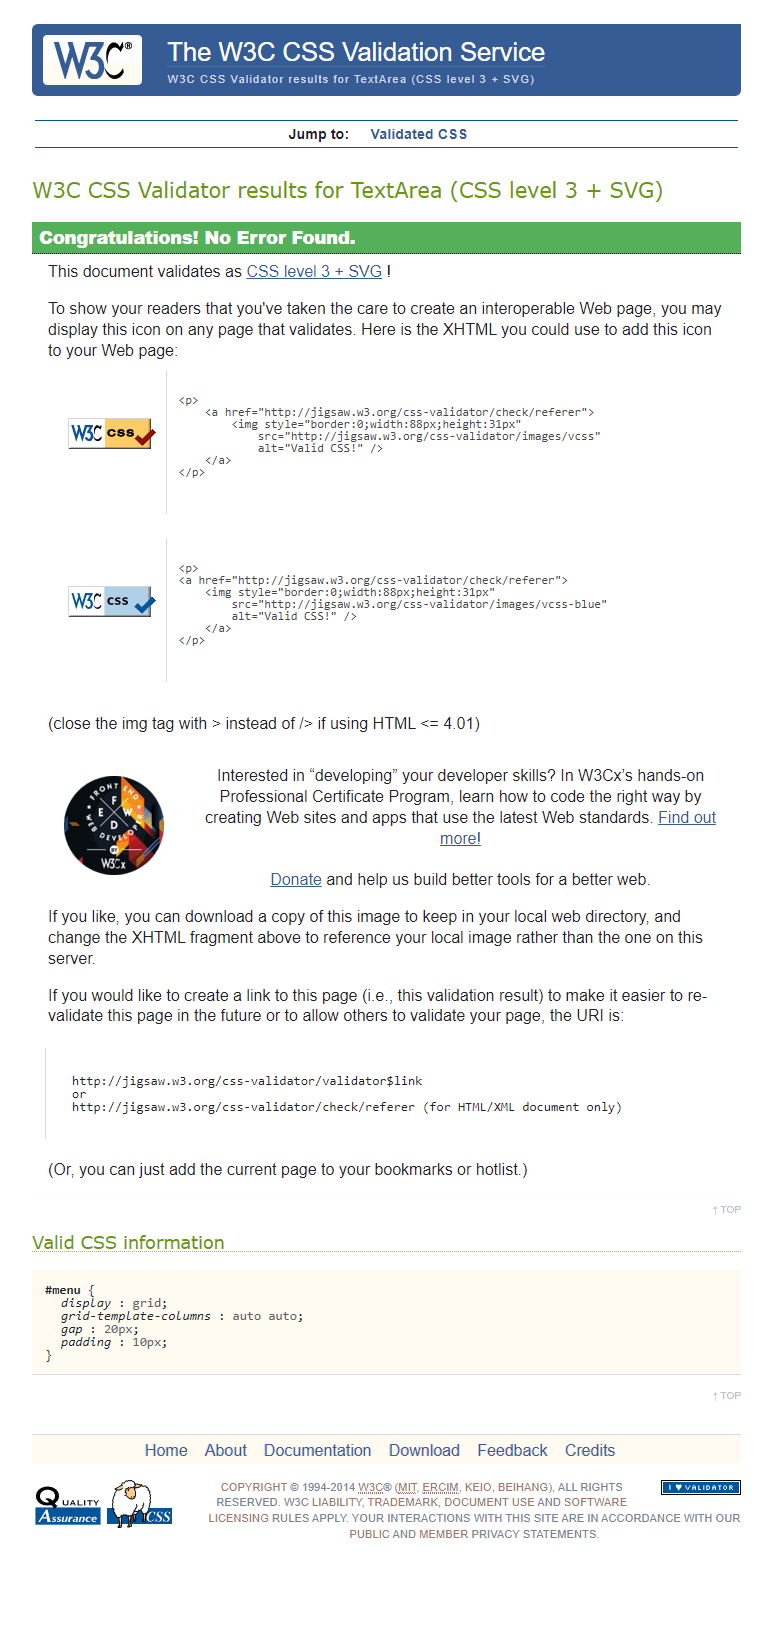 W3C®
The W3C CSS Validation Service
W3C CSS Validator results for TextArea (CSS level 3 + SVG)
Jump to: Validated CSS
W3C CSS Validator results for TextArea (CSS level 3 + SVG)
Congratulations! No Error Found.
This document validates as CSS level 3 + SVG !
To show your readers that you've taken the care to create an interoperable Web page, you may
display this icon on any page that validates. Here is the XHTML you could use to add this icon
to your Web page:
W3C css
<p>
<a href="http://jigsaw.w3.org/css-validator/check/referer">
<img style="border:0;width:88px;height:31px"
src="http://jigsaw.w3.org/css-validator/images/vcss"
alt="Valid CSS!" />
</a>
</p>
W3C css
<p>
<a href="http://jigsaw.w3.org/css-validator/check/referer">
<img style="border:0;width:88px;height:31px"
src="http://jigsaw.w3.org/css-validator/images/vcss-blue"
alt="Valid CSS!" />
</a>
</p>
(close the img tag with > instead of /> if using HTML <= 4.01)
FRONT END
F
E W
D
WEB DEVELOPER
BY
W3Cx
Interested in “developing” your developer skills? In W3Cx’s hands-on
Professional Certificate Program, learn how to code the right way by
creating Web sites and apps that use the latest Web standards. Find out
more!
Donate and help us build better tools for a better web.
If you like, you can download a copy of this image to keep in your local web directory, and
change the XHTML fragment above to reference your local image rather than the one on this
server.
If you would like to create a link to this page (i.e., this validation result) to make it easier to re-
validate this page in the future or to allow others to validate your page, the URI is:
http://jigsaw.w3.org/css-validator/validator$link
or
http://jigsaw.w3.org/css-validator/check/referer (for HTML/XML document only)
(Or, you can just add the current page to your bookmarks or hotlist.)
↑ TOP
Valid CSS information
#menu {
display : grid;
grid-template-columns : auto auto;
gap : 20px;
padding : 10px;
}
↑ TOP
Home About Documentation Download Feedback Credits
QUALITY
Assurance
CSS
COPYRIGHT © 1994-2014 W3C® (MIT, ERCIM, KEIO, BEIHANG), ALL RIGHTS
RESERVED. W3C LIABILITY, TRADEMARK, DOCUMENT USE AND SOFTWARE
LICENSING RULES APPLY. YOUR INTERACTIONS WITH THIS SITE ARE IN ACCORDANCE WITH OUR
PUBLIC AND MEMBER PRIVACY STATEMENTS.
I ♥ VALIDATOR